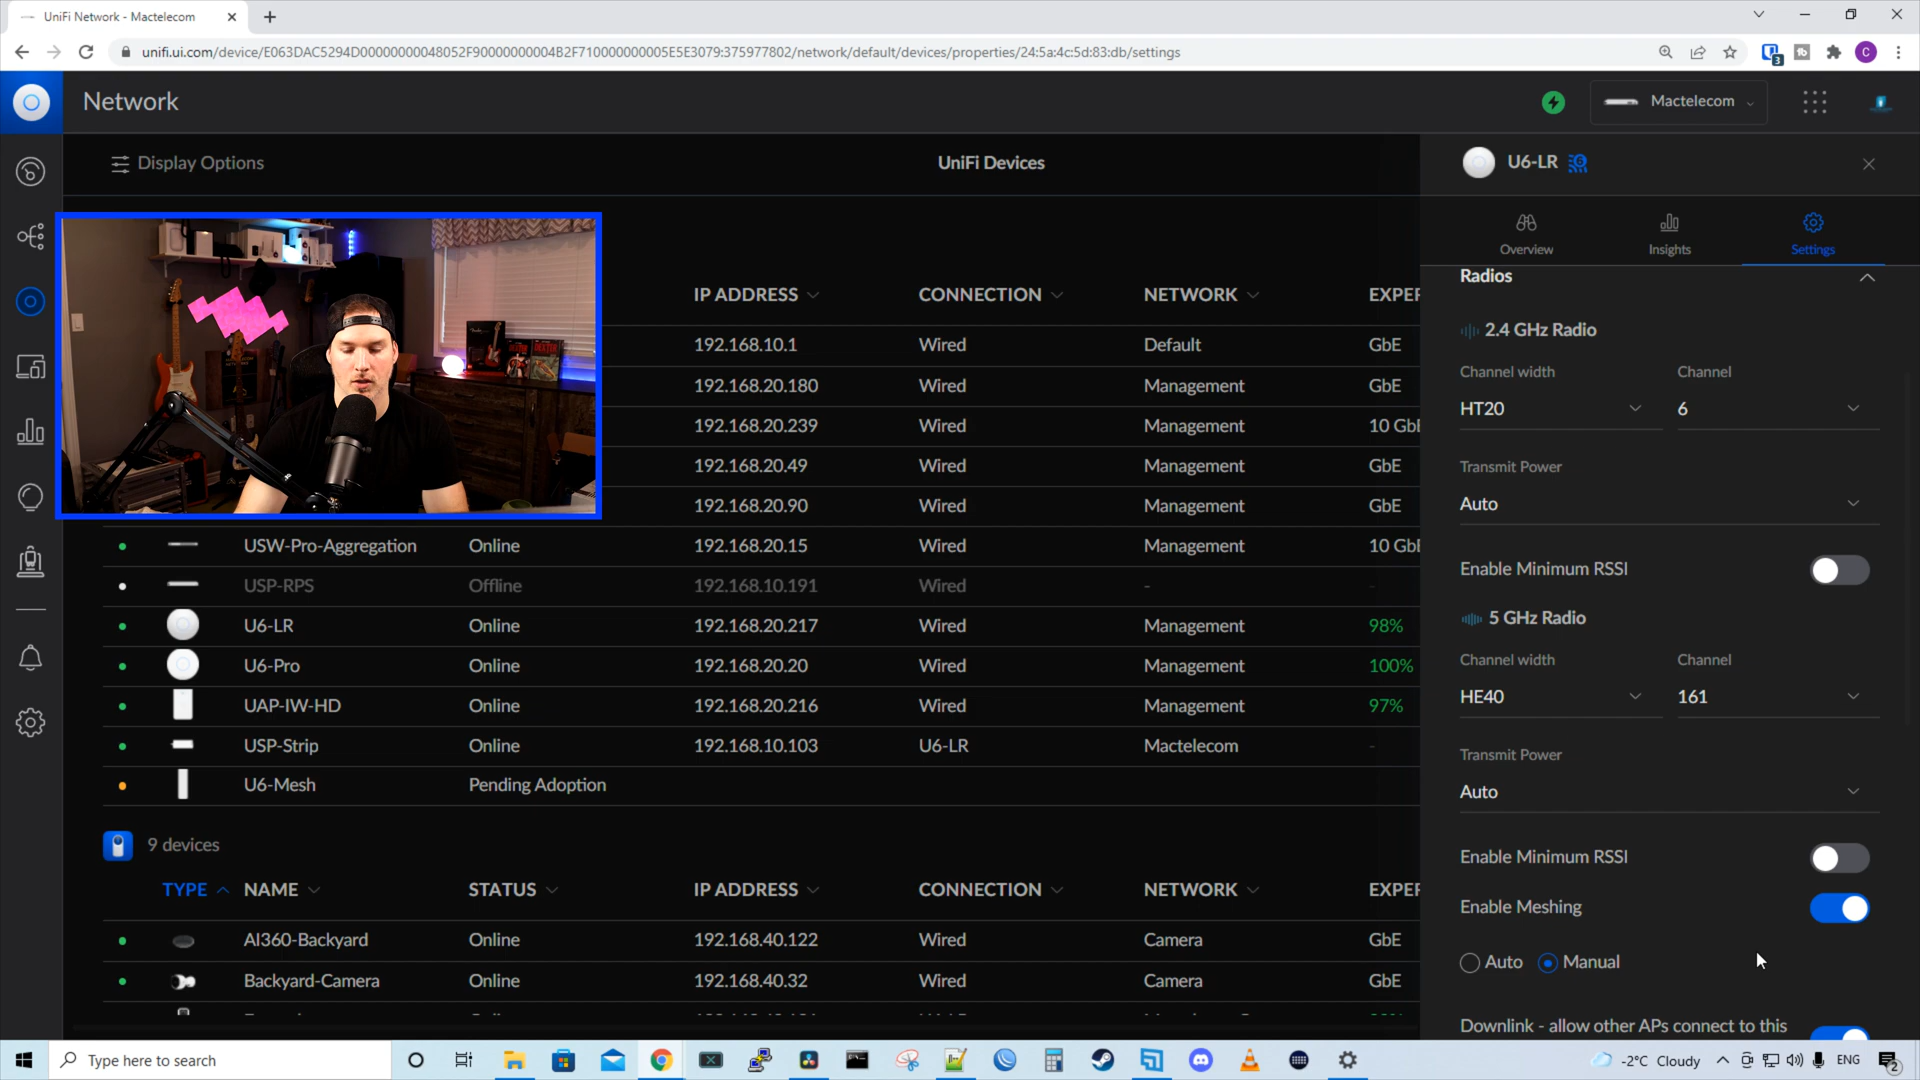 UniFi Network - Mactelecom
unifi.ui.com/device/E063DAC5294D00000000048052F90000000004B2F710000000005E5E3079:375977802/network/default/devices/properties/24:5a:4c:5d:83:db/settings
3
C
Network
Mactelecom
Display Options
UniFi Devices
IP ADDRESS CONNECTION NETWORK EXPER
192.168.10.1 Wired Default GbE
192.168.20.180 Wired Management GbE
192.168.20.239 Wired Management 10 GbE
192.168.20.49 Wired Management GbE
192.168.20.90 Wired Management GbE
USW-Pro-Aggregation Online 192.168.20.15 Wired Management 10 GbE
USP-RPS Offline 192.168.10.191 Wired - -
U6-LR Online 192.168.20.217 Wired Management 98%
U6-Pro Online 192.168.20.20 Wired Management 100%
UAP-IW-HD Online 192.168.20.216 Wired Management 97%
USP-Strip Online 192.168.10.103 U6-LR Mactelecom -
U6-Mesh Pending Adoption
9 devices
TYPE NAME STATUS IP ADDRESS CONNECTION NETWORK EXPER
AI360-Backyard Online 192.168.40.122 Wired Camera GbE
Backyard-Camera Online 192.168.40.32 Wired Camera GbE
U6-LR
Overview Insights Settings
Radios
2.4 GHz Radio
Channel width Channel
HT20 6
Transmit Power
Auto
Enable Minimum RSSI
5 GHz Radio
Channel width Channel
HE40 161
Transmit Power
Auto
Enable Minimum RSSI
Enable Meshing
Auto Manual
Downlink - allow other APs connect to this
Type here to search
-2°C Cloudy
ENG
2